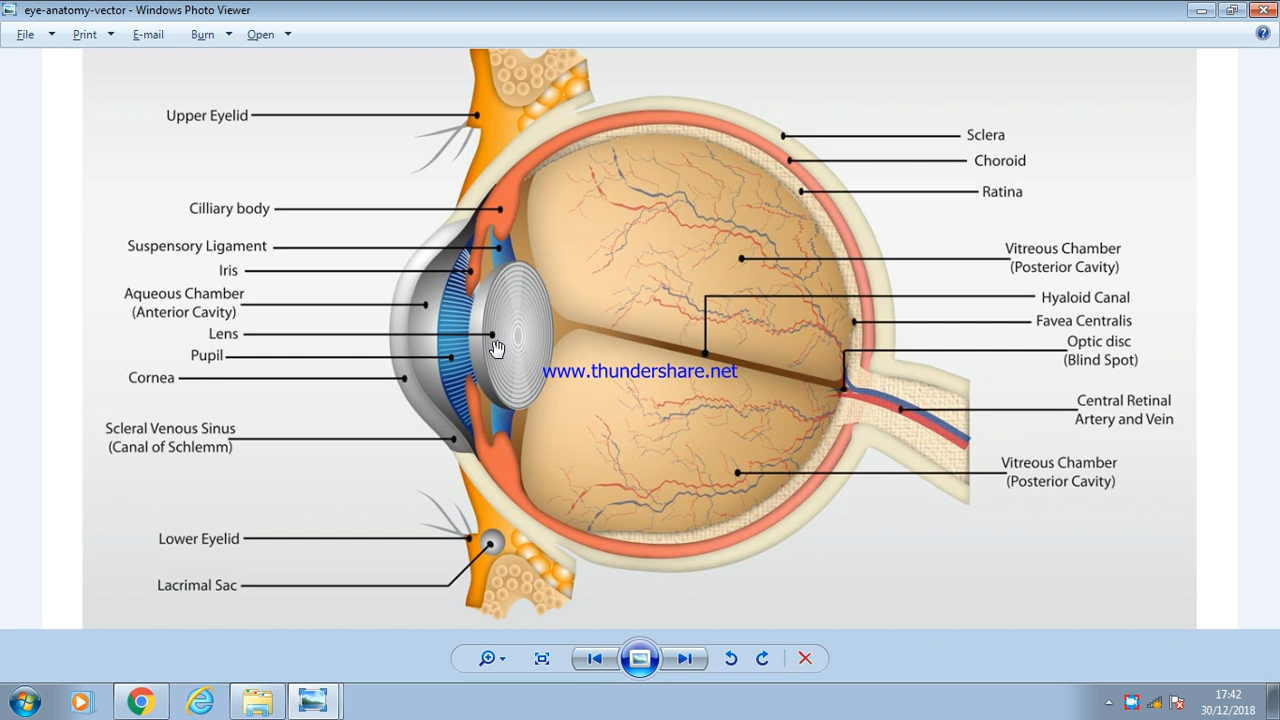 eye-anatomy-vector - Windows Photo Viewer
File Print E-mail Burn Open
Upper Eyelid
Cilliary body
Suspensory Ligament
Iris
Aqueous Chamber
(Anterior Cavity)
Lens
Pupil
Cornea
Scleral Venous Sinus
(Canal of Schlemm)
Lower Eyelid
Lacrimal Sac
www.thundershare.net
Sclera
Choroid
Ratina
Vitreous Chamber
(Posterior Cavity)
Hyaloid Canal
Favea Centralis
Optic disc
(Blind Spot)
Central Retinal
Artery and Vein
Vitreous Chamber
(Posterior Cavity)
17:42
30/12/2018